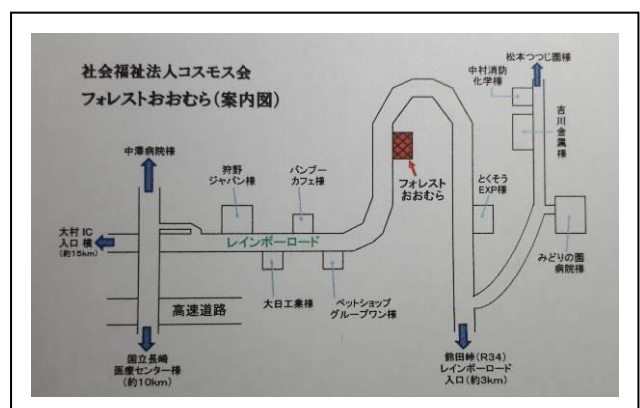 社会福祉法人コスモス会
フォレストおおむら(案内図)
松本つつじ園様
中村消防
化学様
吉川金属様
中澤病院様
狩野
ジャパン様
バンブー
カフェ様
フォレスト
おおむら
とくそう
EXP様
大村 IC
入口 横
(約15km)
レインボーロード
みどりの園
病院様
大日工業様
ペットショップ
グループワン様
高速道路
国立長崎
医療センター様
(約10km)
鈴田峠(R34)
レインボーロード
入口(約3km)